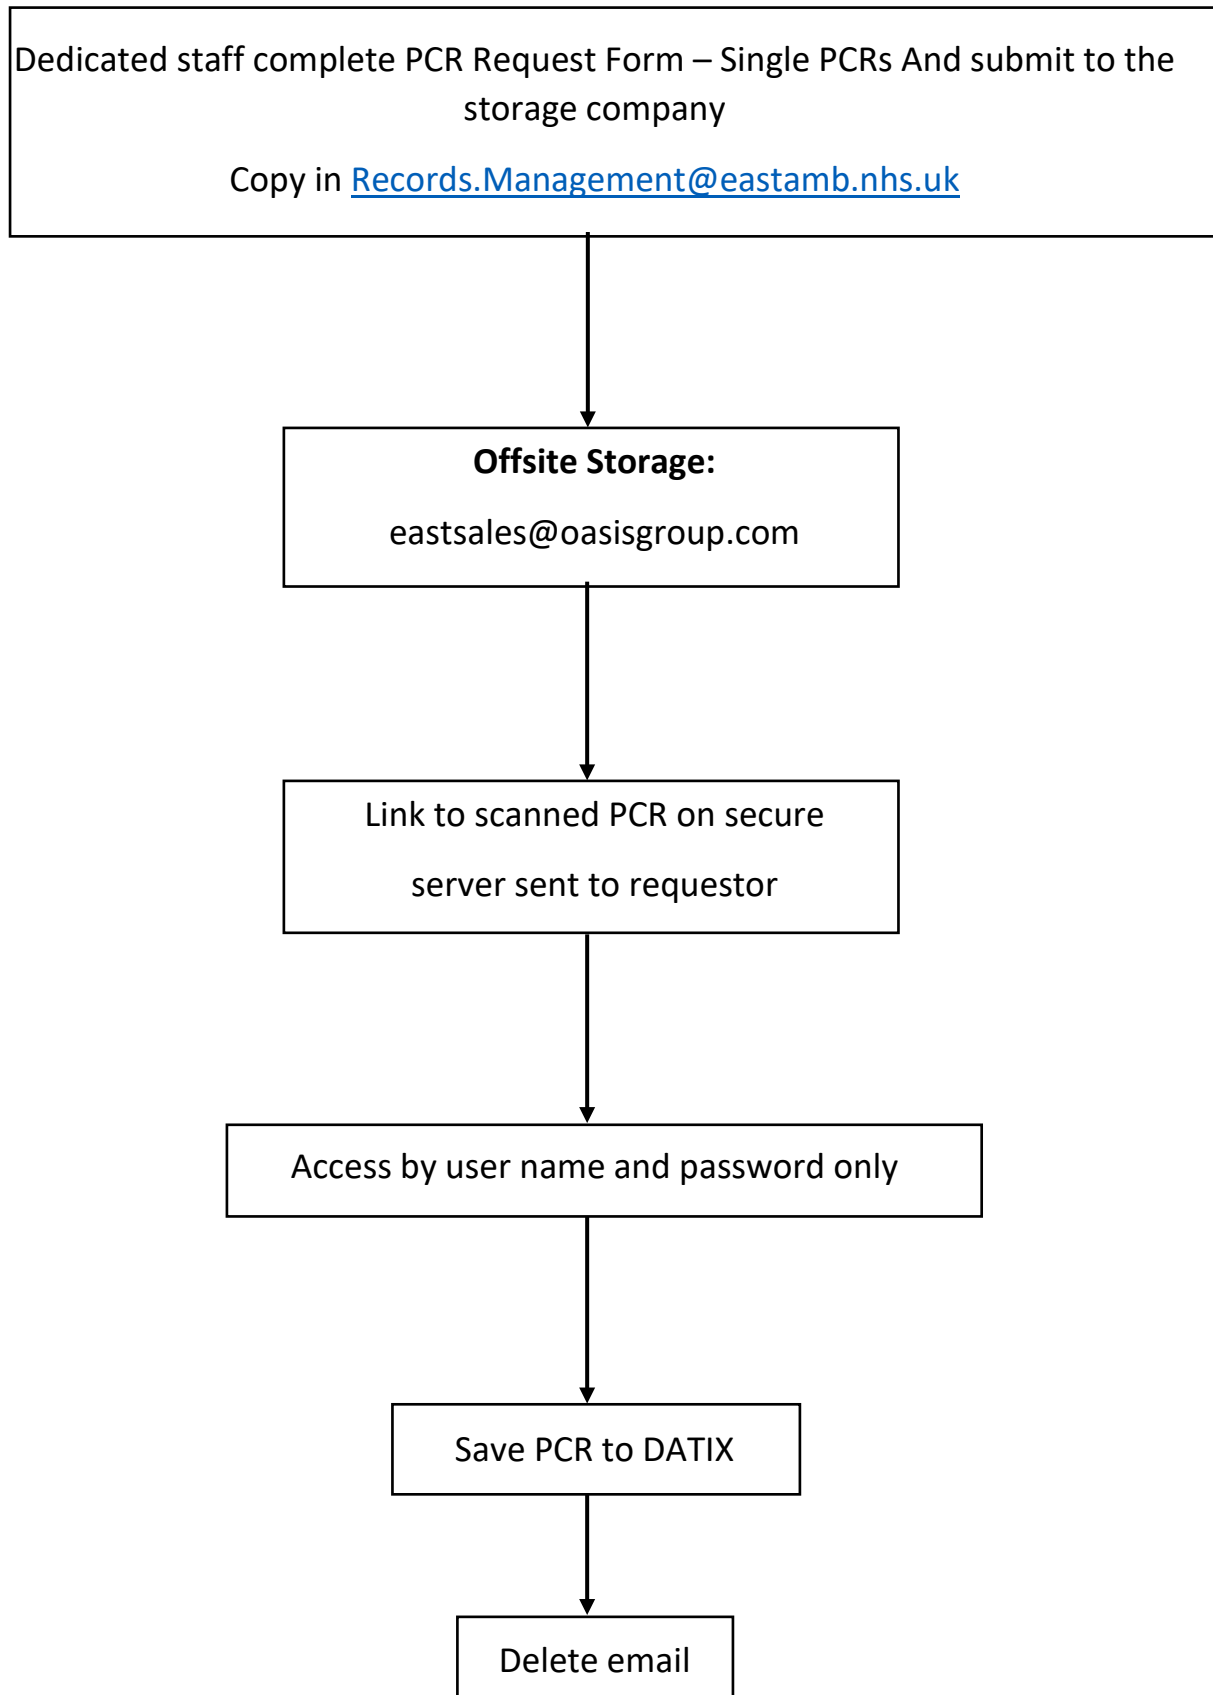 Dedicated staff complete PCR Request Form – Single PCRs And submit to the
storage company
Copy in Records.Management@eastamb.nhs.uk
Offsite Storage:
eastsales@oasisgroup.com
Link to scanned PCR on secure
server sent to requestor
Access by user name and password only
Save PCR to DATIX
Delete email